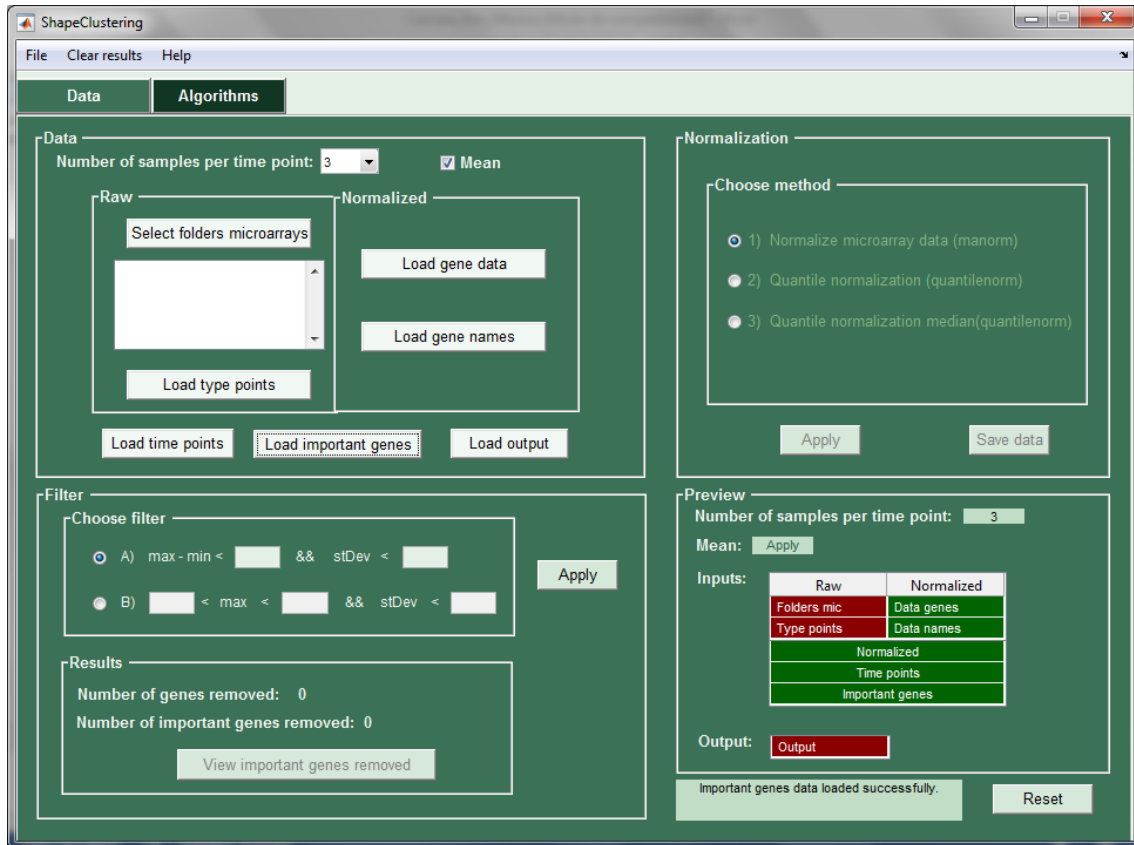 ShapeClustering
File Clear results Help
Data Algorithms
Data
Number of samples per time point: 3 Mean
Raw
Select folders microarrays
Load type points
Normalized
Load gene data
Load gene names
Load time points Load important genes Load output
Normalization
Choose method
1) Normalize microarray data (manorm)
2) Quantile normalization (quantilenorm)
3) Quantile normalization median(quantilenorm)
Apply Save data
Filter
Choose filter
A) max - min < && stDev <
B) < max < && stDev <
Apply
Results
Number of genes removed: 0
Number of important genes removed: 0
View important genes removed
Preview
Number of samples per time point: 3
Mean: Apply
Inputs:
Raw Normalized
Folders mic Data genes
Type points Data names
Normalized
Time points
Important genes
Output: Output
Important genes data loaded successfully.
Reset